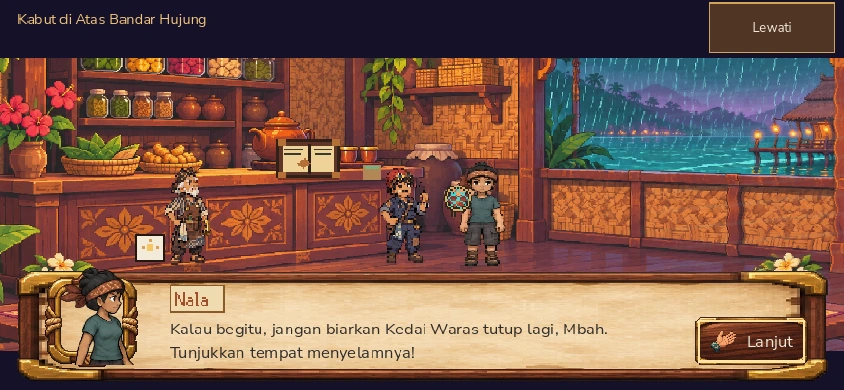 Kabut di Atas Bandar Hujung
Lewati
Nala
Kalau begitu, jangan biarkan Kedai Waras tutup lagi, Mbah.
Tunjukkan tempat menyelamnya!
Lanjut